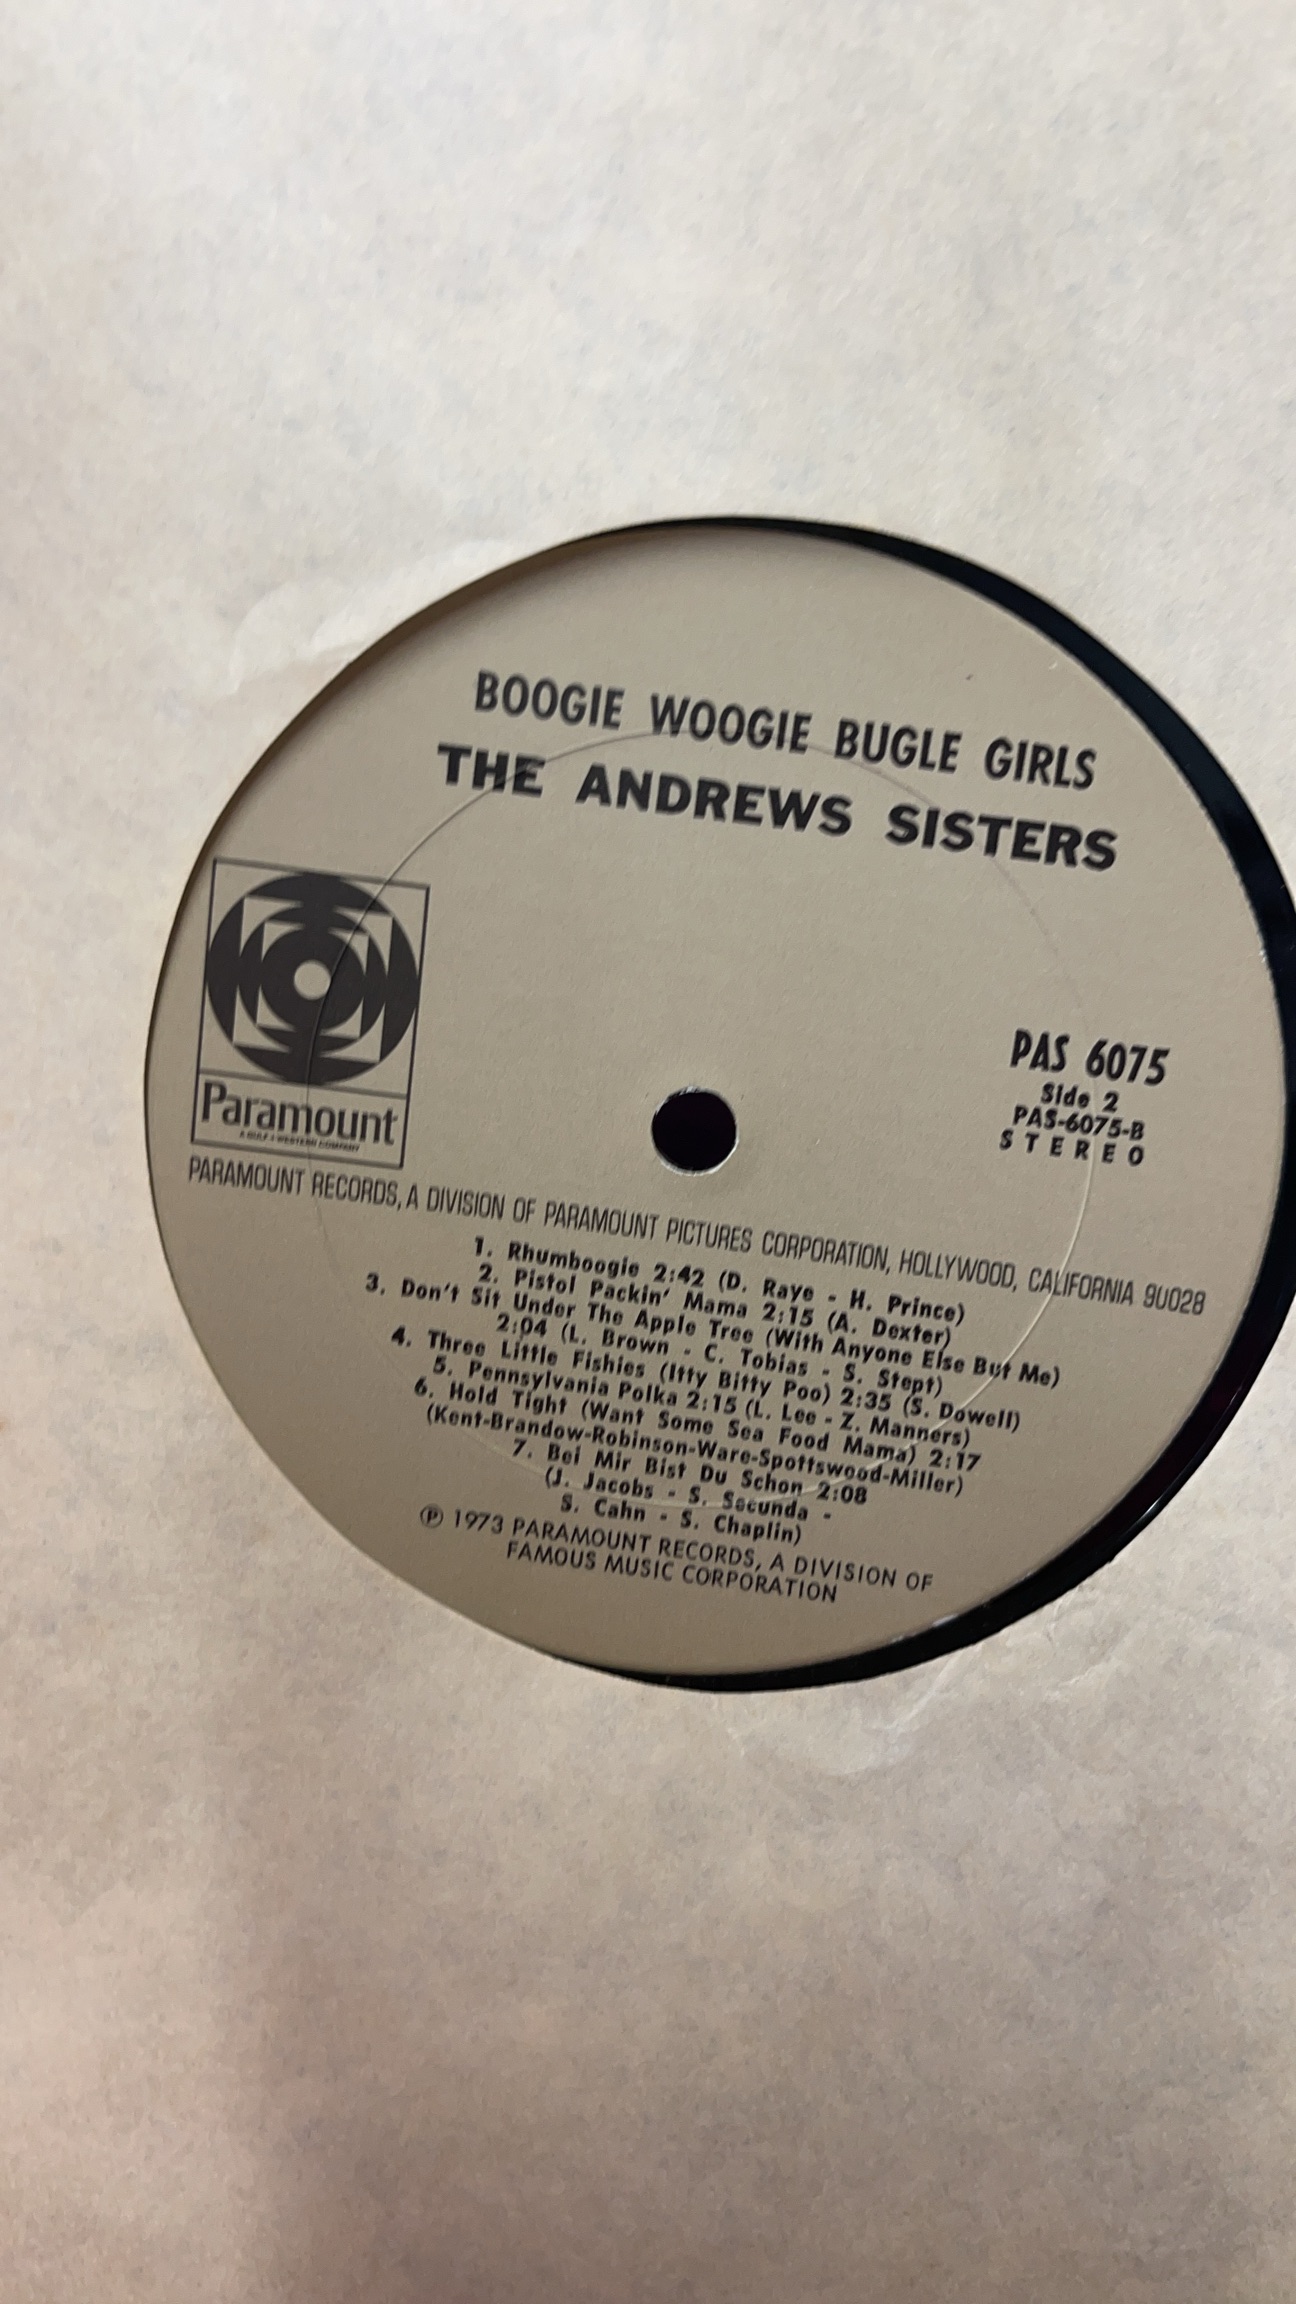 BOOGIE WOOGIE BUGLE GIRLS
THE ANDREWS SISTERS
Paramount
A GULF + WESTERN COMPANY
PAS 6075
Side 2
PAS-6075-B
STEREO
PARAMOUNT RECORDS, A DIVISION OF PARAMOUNT PICTURES CORPORATION, HOLLYWOOD, CALIFORNIA 90028
1. Rhumboogie 2:42 (D. Raye - H. Prince)
2. Pistol Packin' Mama 2:15 (A. Dexter)
3. Don't Sit Under The Apple Tree (With Anyone Else But Me)
2:04 (L. Brown - C. Tobias - S. Stept)
4. Three Little Fishies (Itty Bitty Poo) 2:35 (S. Dowell)
5. Pennsylvania Polka 2:15 (L. Lee - Z. Manners)
6. Hold Tight (Want Some Sea Food Mama) 2:17
(Kent-Brandow-Robinson-Ware-Spottswood-Miller)
7. Bei Mir Bist Du Schon 2:08
(J. Jacobs - S. Secunda -
S. Cahn - S. Chaplin)
℗ 1973 PARAMOUNT RECORDS, A DIVISION OF
FAMOUS MUSIC CORPORATION